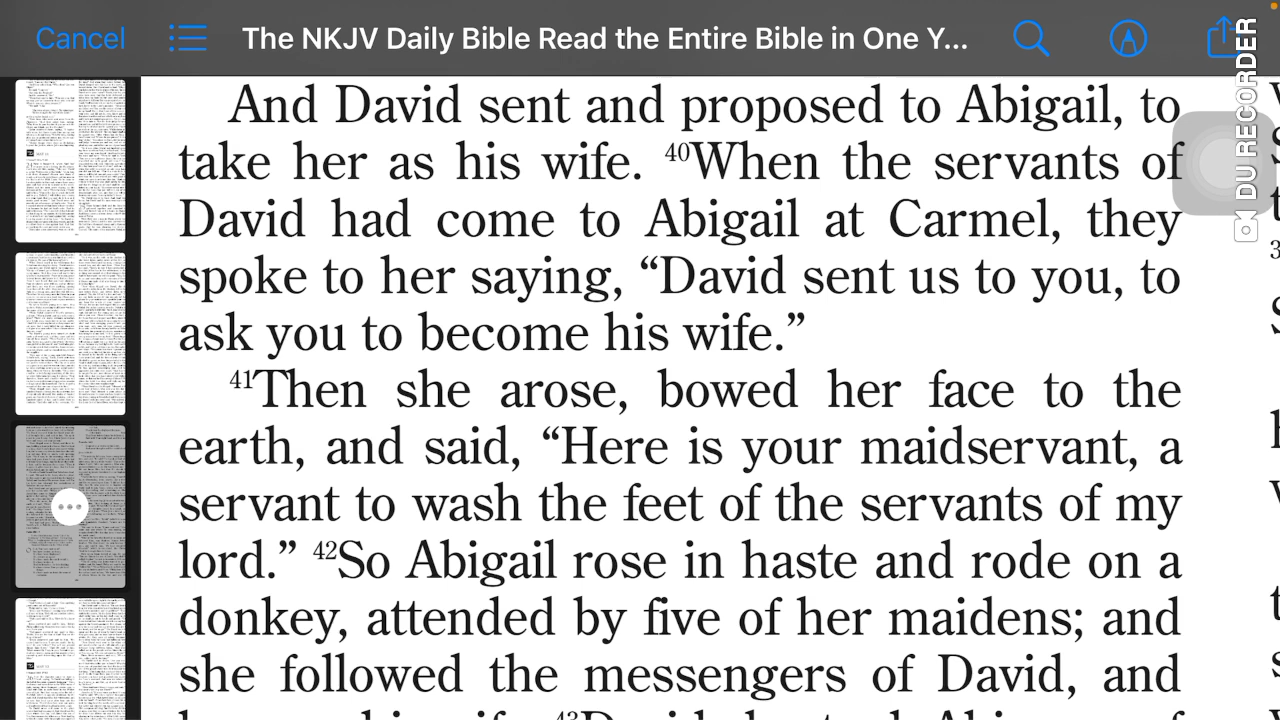 Cancel
The NKJV Daily Bible Read the Entire Bible in One Y...
And David sent and proposed to Abigail, to
take her as his wife. 40When the servants of
David had come to Abigail at Carmel, they
spoke to her saying, “David sent us to you, to
ask you to become his wife.”
41Then she arose, bowed her face to the
earth, and said, “Here is your maidservant, a
servant to wash the feet of the servants of my
lord.” 42So Abigail rose in haste and rode on a
donkey, attended by five of her maidens; and
she followed the messengers of David, and
DU RECORDER